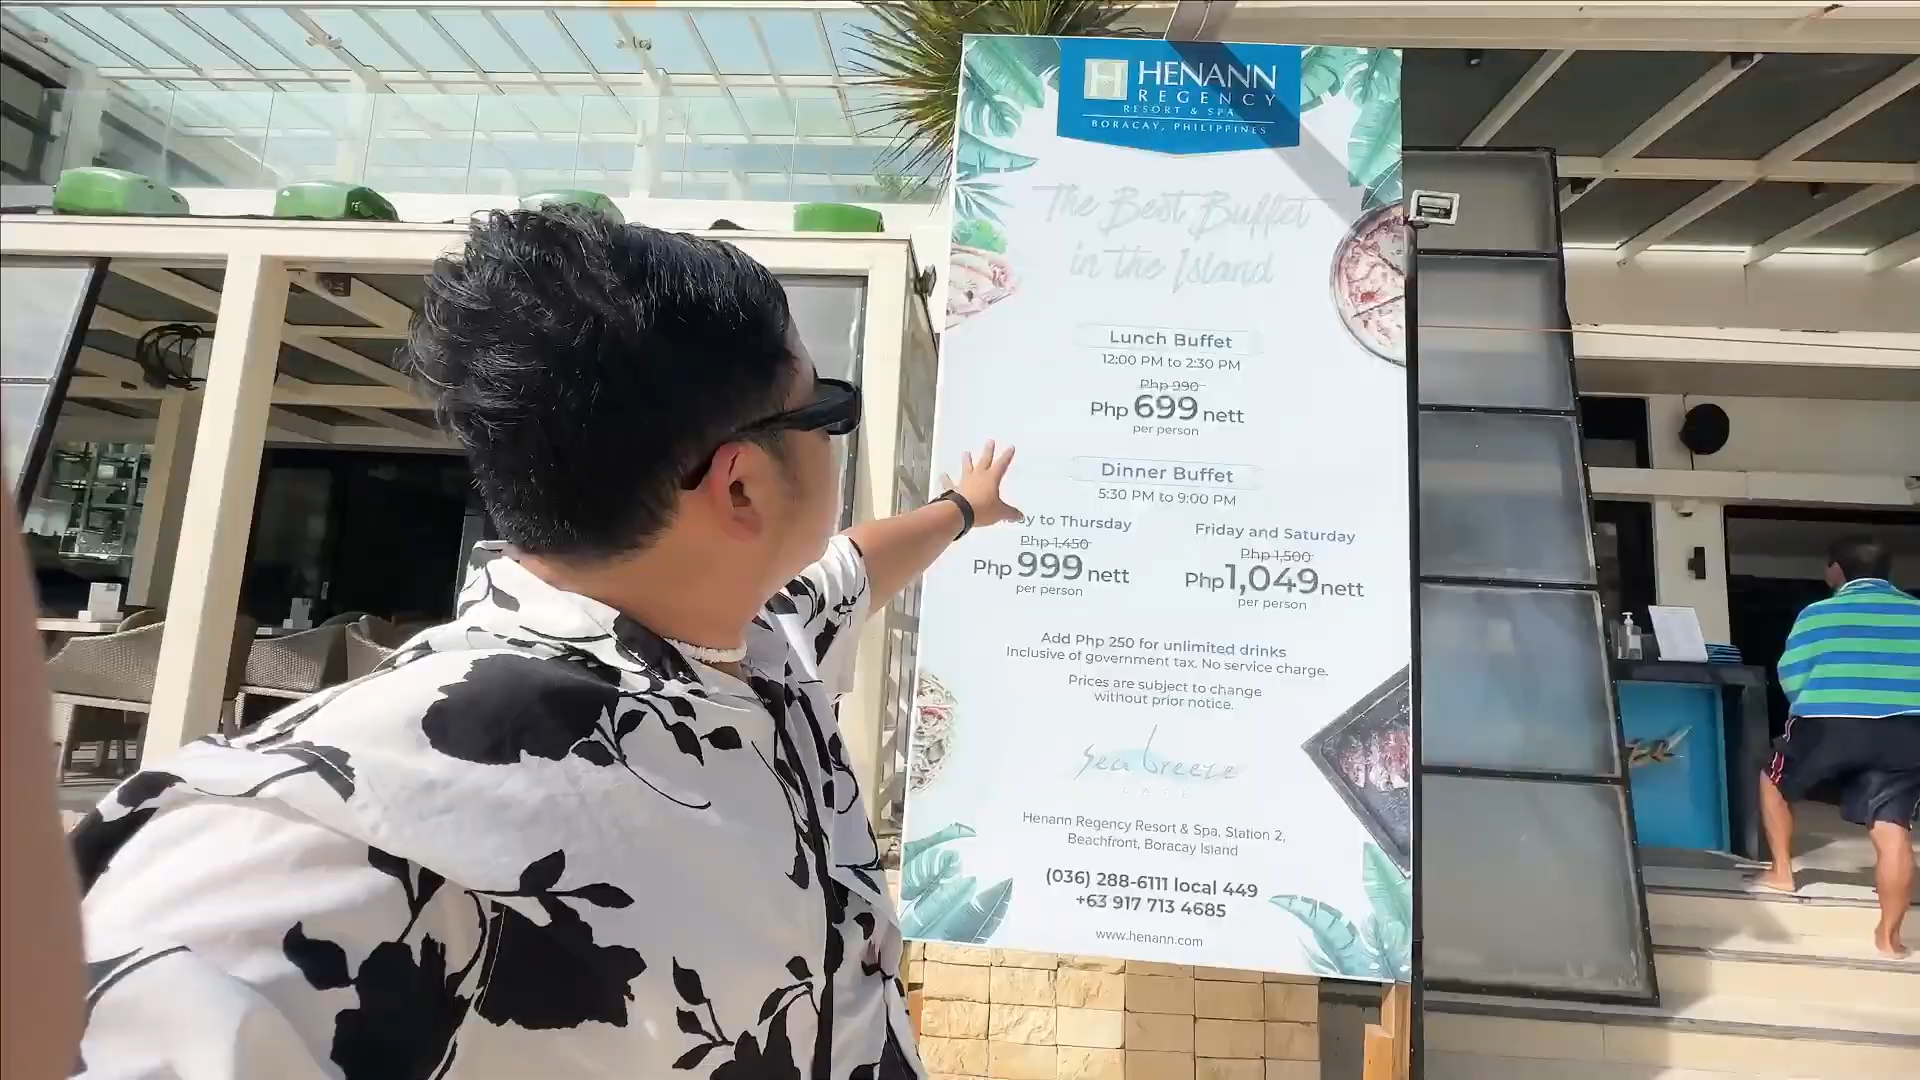 H HENANN
REGENCY
RESORT & SPA
BORACAY, PHILIPPINES
The Best Buffet
in the Island
Lunch Buffet
12:00 PM to 2:30 PM
Php 990
Php 699 nett
per person
Dinner Buffet
5:30 PM to 9:00 PM
to Thursday
Php 1,450
Php 999 nett
per person
Friday and Saturday
Php 1,500
Php 1,049 nett
per person
Add Php 250 for unlimited drinks
Inclusive of government tax. No service charge.
Prices are subject to change
without prior notice.
Sea Breeze
CAFE
Henann Regency Resort & Spa, Station 2,
Beachfront, Boracay Island
(036) 288-6111 local 449
+63 917 713 4685
www.henann.com